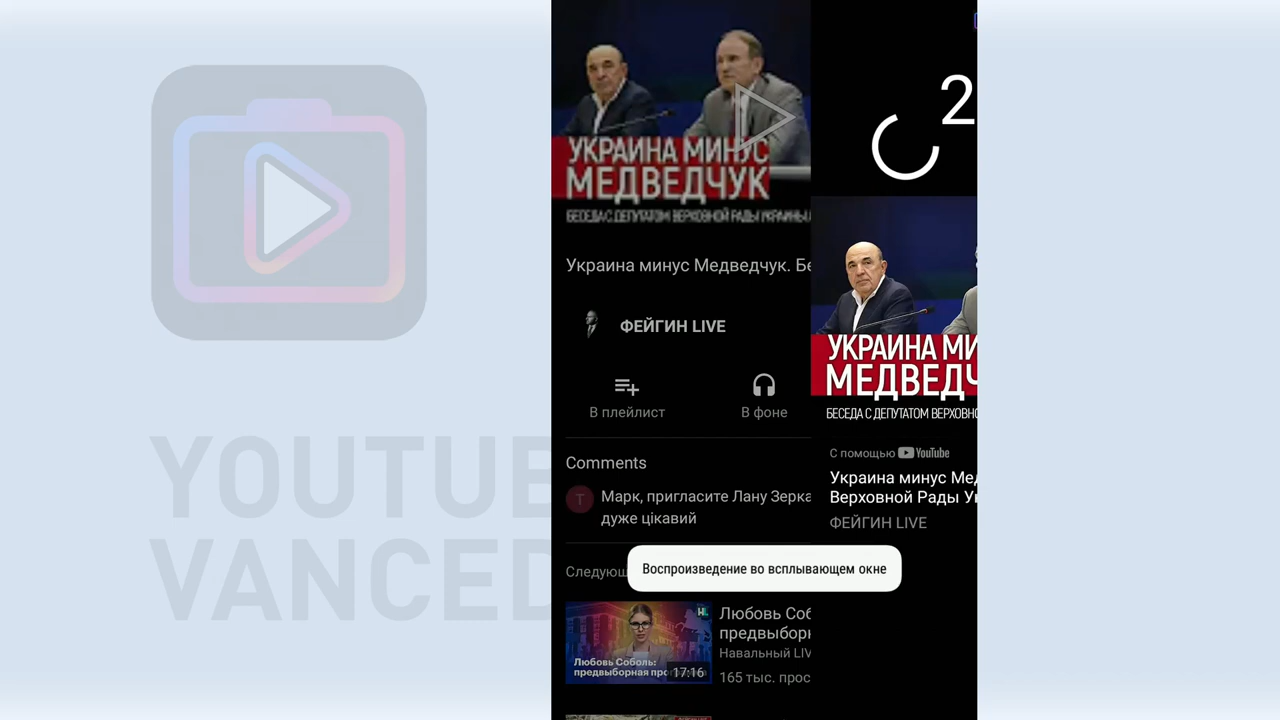 YOUTUBE
VANCED
УКРАИНА МИНУС
МЕДВЕДЧУК
БЕСЕДА С ДЕПУТАТОМ ВЕРХОВНОЙ РАДЫ УКРАИНЫ
Украина минус Медведчук. Бе
ФЕЙГИН LIVE
В плейлист
В фоне
Comments
T
Марк, пригласите Лану Зерка
дуже цікавий
Следующ
Воспроизведение во всплывающем окне
Любовь Соболь:
предвыборная
17:16
Любовь Соб
предвыборн
Навальный LIV
165 тыс. прос
2
УКРАИНА МИ
МЕДВЕДЧ
БЕСЕДА С ДЕПУТАТОМ ВЕРХОВНО
С помощью YouTube
Украина минус Мед
Верховной Рады Ук
ФЕЙГИН LIVE